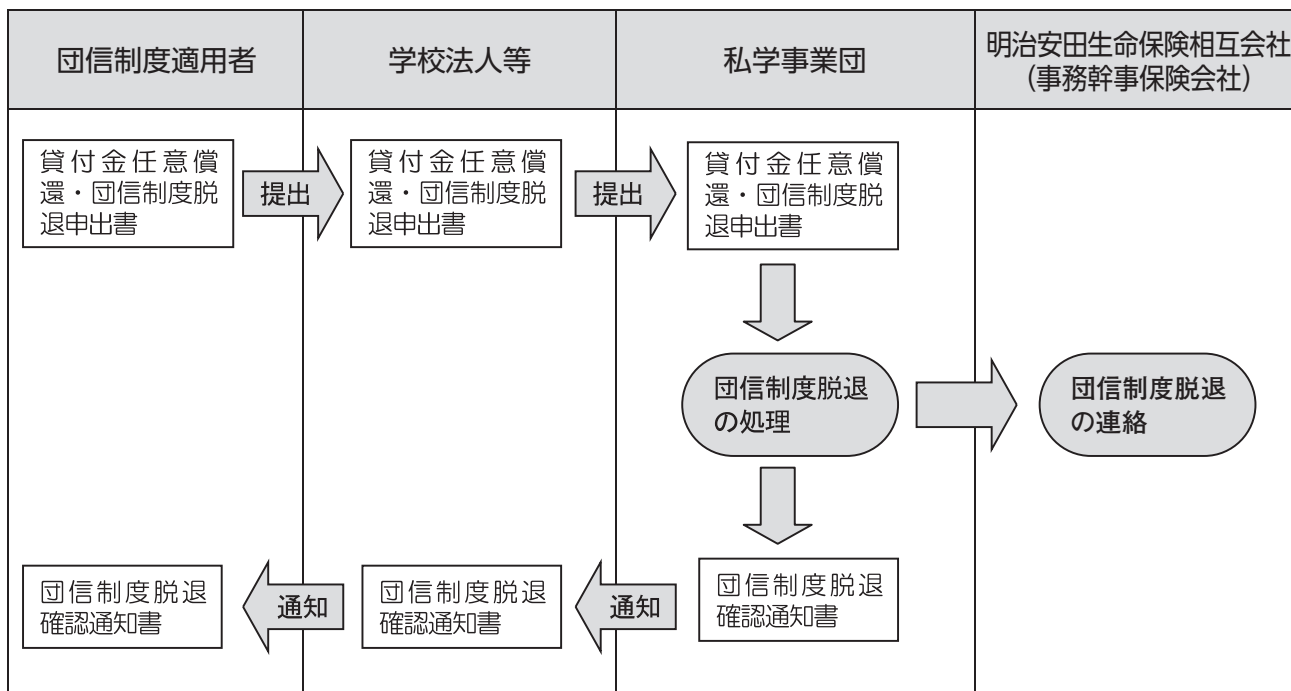 団信制度適用者
学校法人等
私学事業団
明治安田生命保険相互会社
（事務幹事保険会社）
貸付金任意償
還・団信制度脱
退申出書
提出
貸付金任意償
還・団信制度脱
退申出書
提出
貸付金任意償
還・団信制度脱
退申出書
団信制度脱退
の処理
団信制度脱退
の連絡
団信制度脱退
確認通知書
通知
団信制度脱退
確認通知書
通知
団信制度脱退
確認通知書